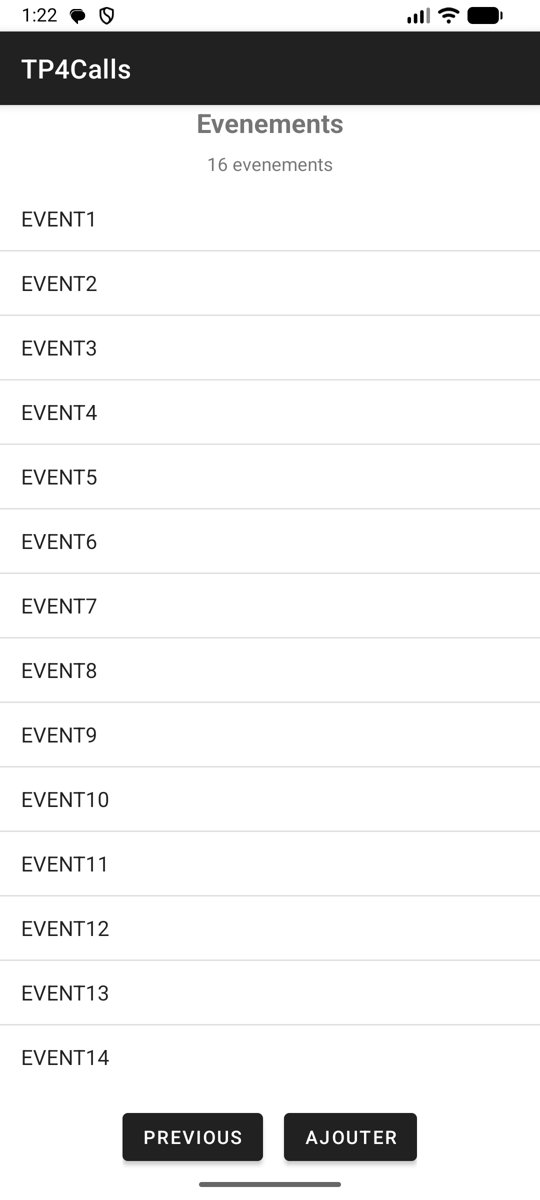 1:22
TP4Calls
Evenements
16 evenements
EVENT1
EVENT2
EVENT3
EVENT4
EVENT5
EVENT6
EVENT7
EVENT8
EVENT9
EVENT10
EVENT11
EVENT12
EVENT13
EVENT14
PREVIOUS AJOUTER